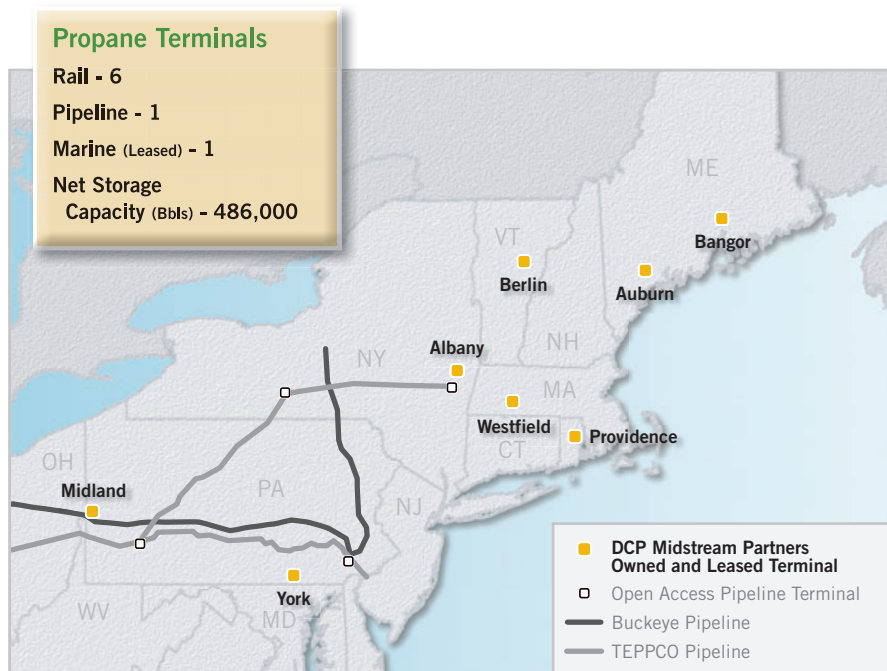 Propane Terminals
Rail - 6
Pipeline - 1
Marine (Leased) - 1
Net Storage
Capacity (Bbls) - 486,000
ME
Bangor
VT
Berlin
Auburn
NH
NY
Albany
MA
Westfield
Providence
CT
OH
Midland
PA
NJ
York
WV
MD
DCP Midstream Partners
Owned and Leased Terminal
Open Access Pipeline Terminal
Buckeye Pipeline
TEPPCO Pipeline